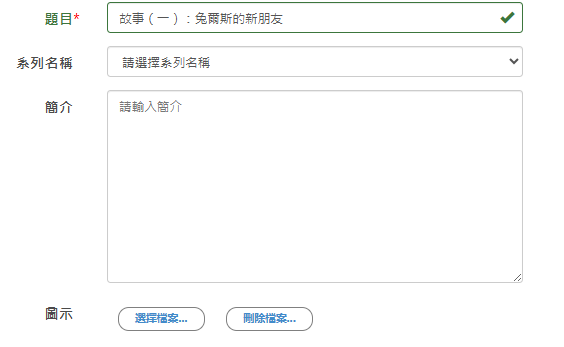 題目*
故事（一）：兔爾斯的新朋友
系列名稱
請選擇系列名稱
簡介
請輸入簡介
圖示
選擇檔案...
刪除檔案...